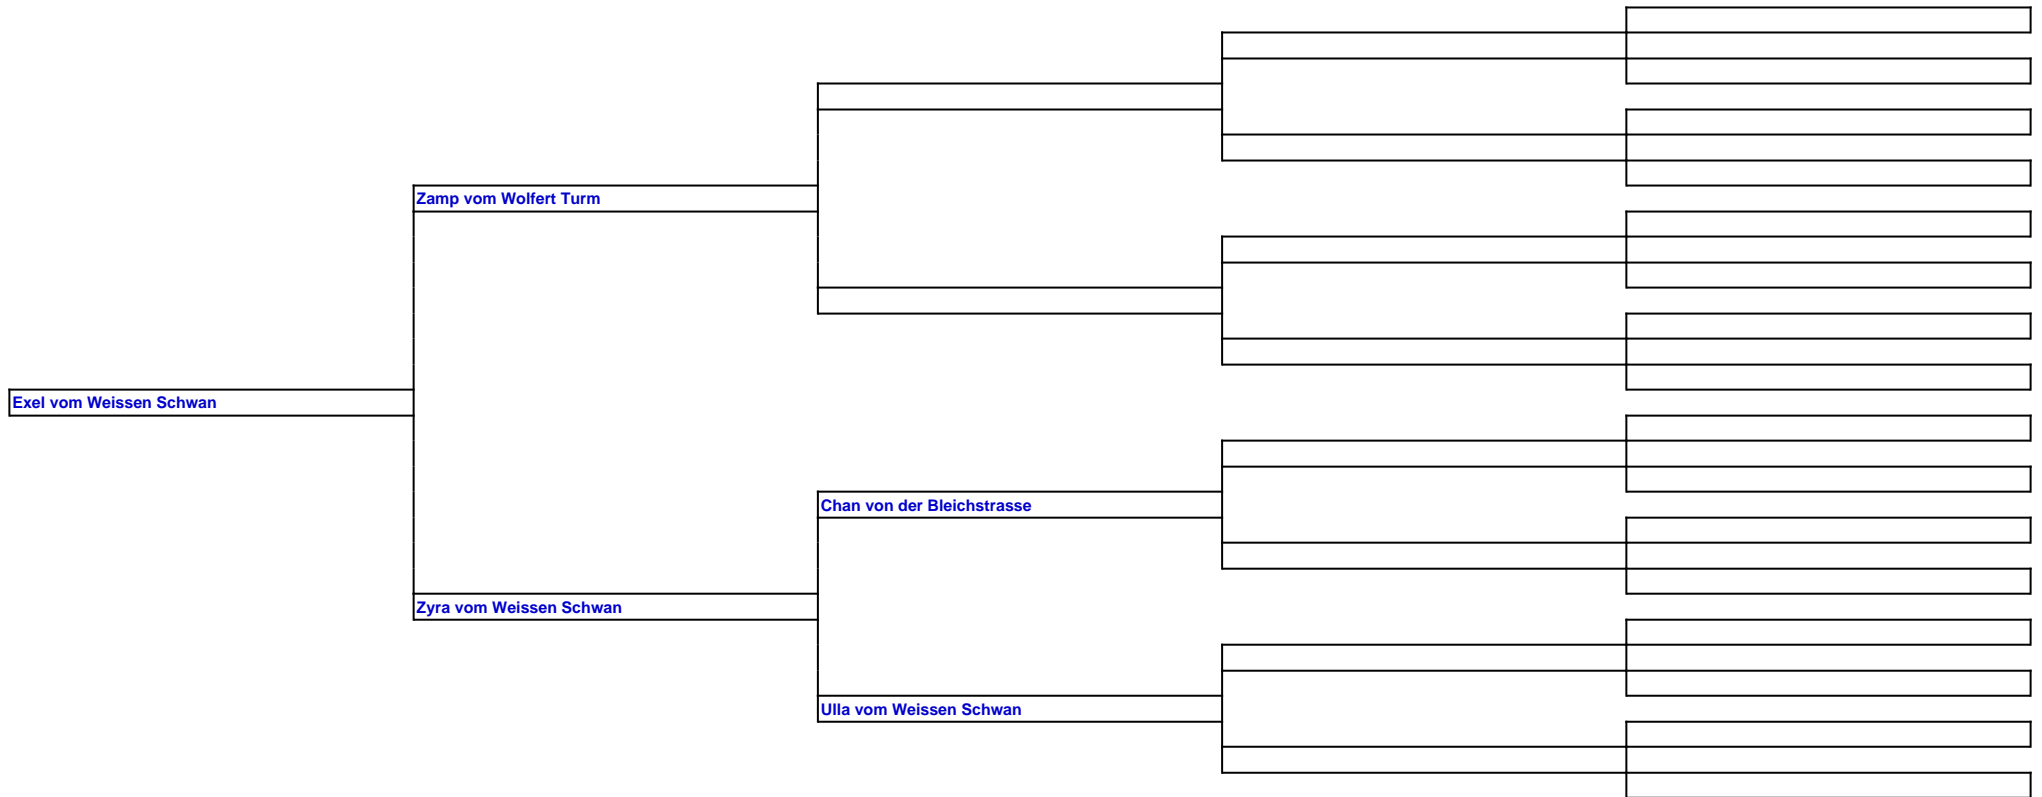 Zamp vom Wolfert Turm
Exel vom Weissen Schwan
Chan von der Bleichstrasse
Zyra vom Weissen Schwan
Ulla vom Weissen Schwan